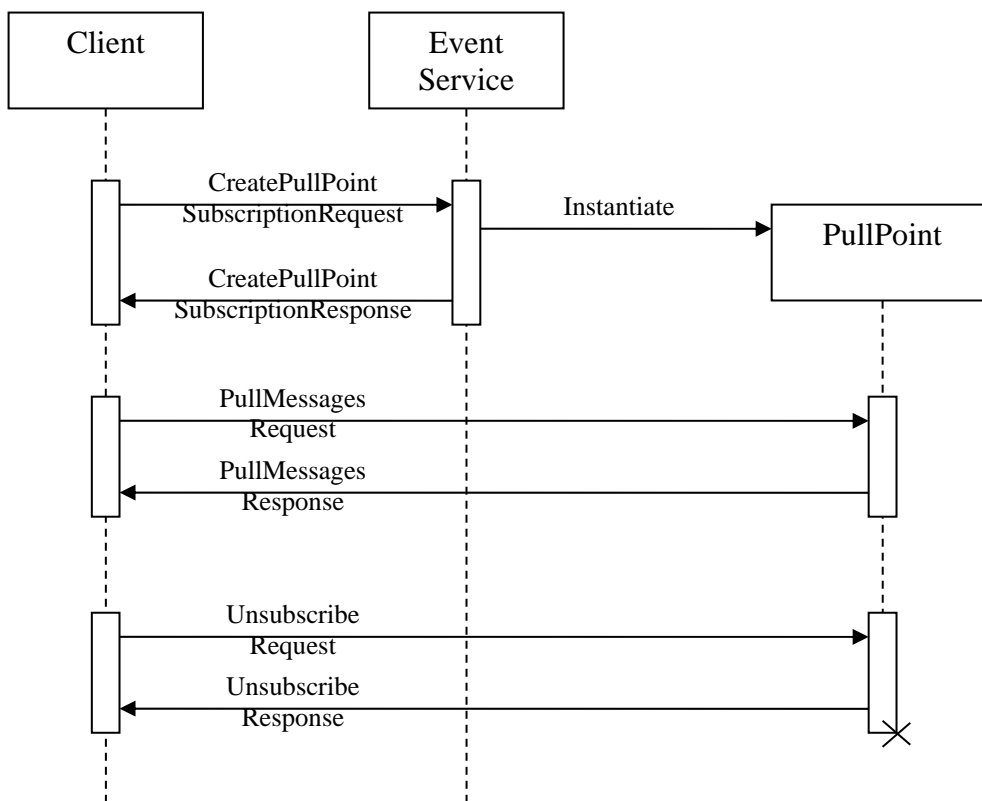 Client
Event
Service
CreatePullPoint
SubscriptionRequest
Instantiate
PullPoint
CreatePullPoint
SubscriptionResponse
PullMessages
Request
PullMessages
Response
Unsubscribe
Request
Unsubscribe
Response